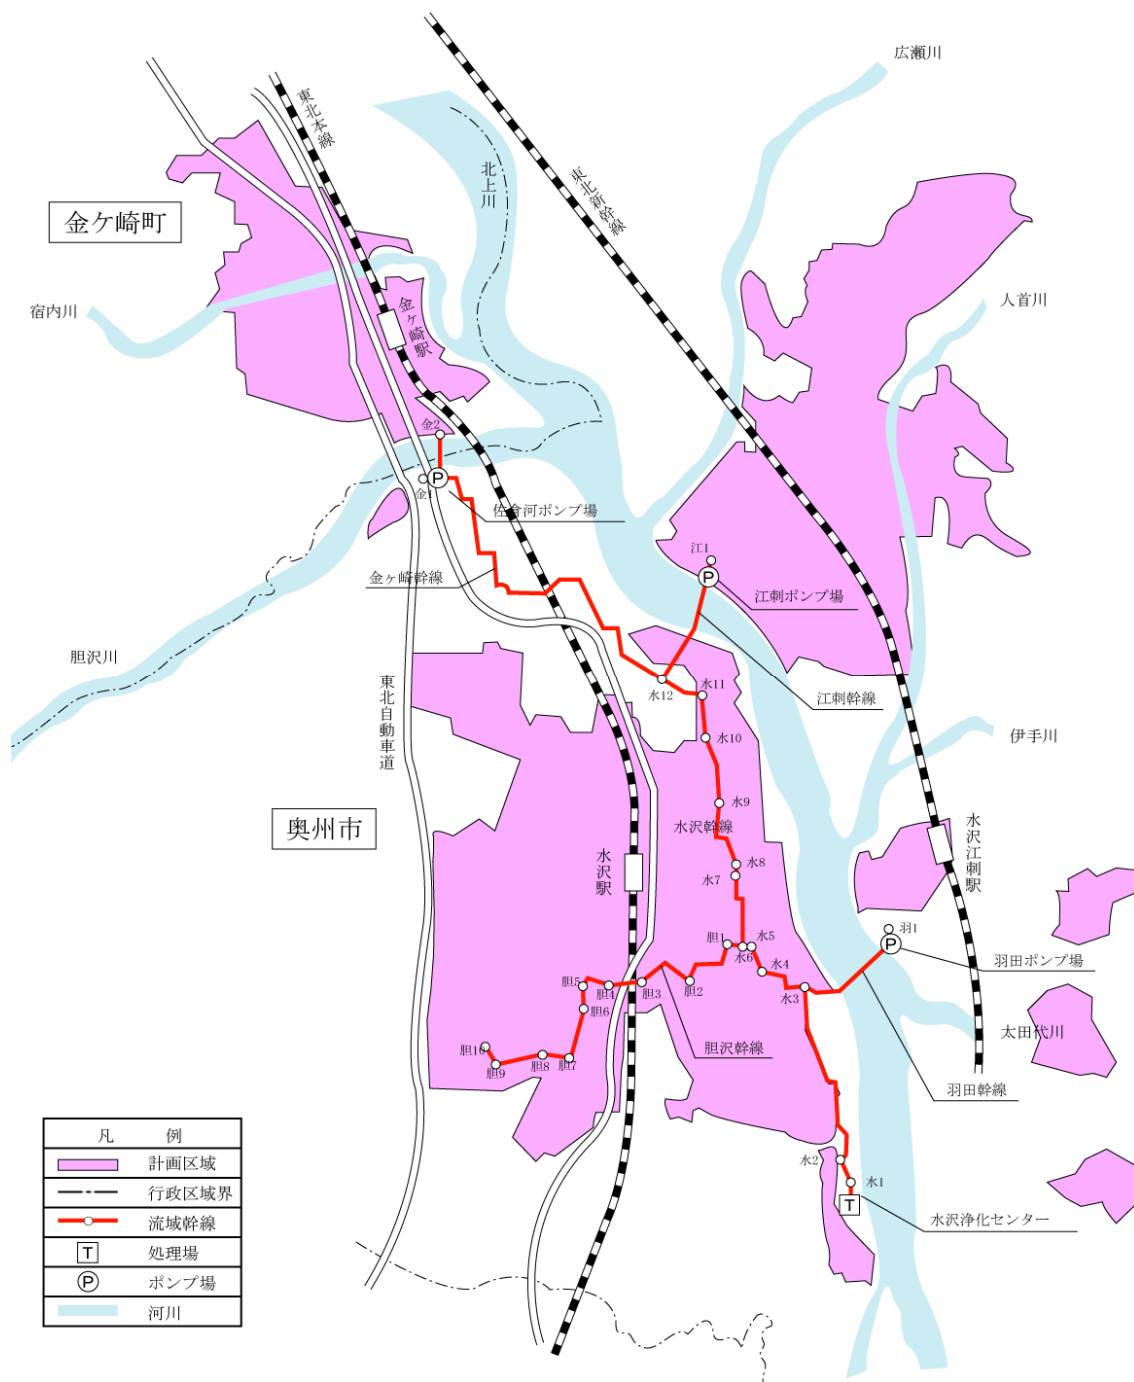 広瀬川
東北本線
北上川
東北新幹線
金ケ崎町
宿内川
金ヶ崎駅
人首川
金2
金1
佐倉河ポンプ場
金ヶ崎幹線
江1
江刺ポンプ場
胆沢川
東北自動車道
水12
水11
江刺幹線
水10
伊手川
奥州市
水9
水沢幹線
水沢駅
水8
水7
水沢江刺駅
胆1
水5
水6
羽1
羽田ポンプ場
水4
胆5
胆4
胆3
胆2
水3
胆6
太田代川
胆10
胆9
胆8
胆7
胆沢幹線
羽田幹線
水2
水1
水沢浄化センター
凡 例
計画区域
行政区域界
流域幹線
T 処理場
P ポンプ場
河川
P
P
P
T